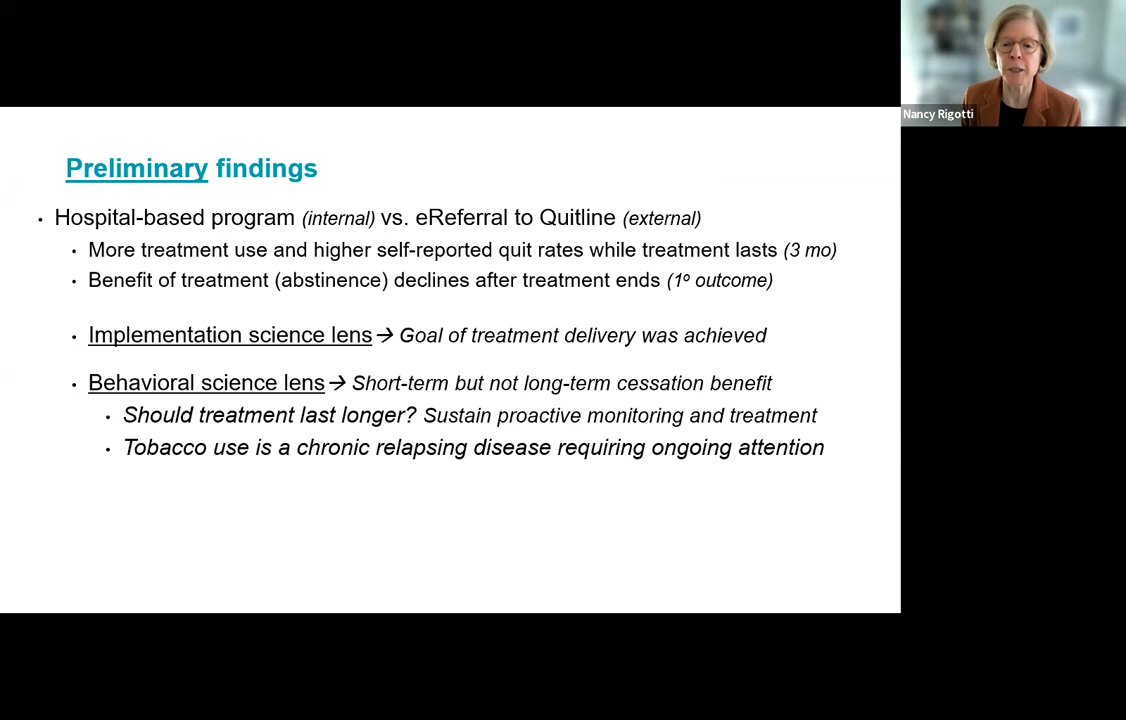 Nancy Rigotti
Preliminary findings
• Hospital-based program (internal) vs. eReferral to Quitline (external)
• More treatment use and higher self-reported quit rates while treatment lasts (3 mo)
• Benefit of treatment (abstinence) declines after treatment ends (1º outcome)
• Implementation science lens → Goal of treatment delivery was achieved
• Behavioral science lens → Short-term but not long-term cessation benefit
• Should treatment last longer? Sustain proactive monitoring and treatment
• Tobacco use is a chronic relapsing disease requiring ongoing attention